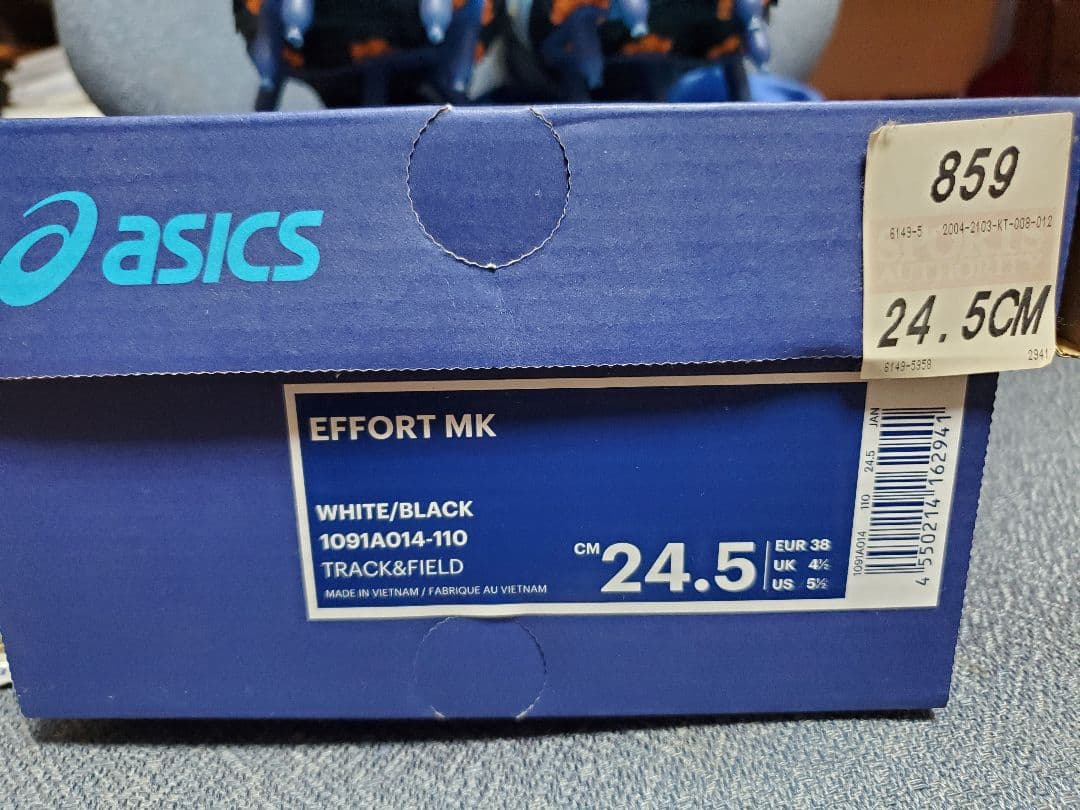 asics
859
6149-5 2004-2103-KT-008-012
AUTHORITY
24.5CM
6149-5358 2941
EFFORT MK
WHITE/BLACK
1091A014-110
TRACK&FIELD
MADE IN VIETNAM / FABRIQUE AU VIETNAM
CM 24.5
EUR 38
UK 4½
US 5½
1091A014 110 24.5 JAN
4 550214 162941